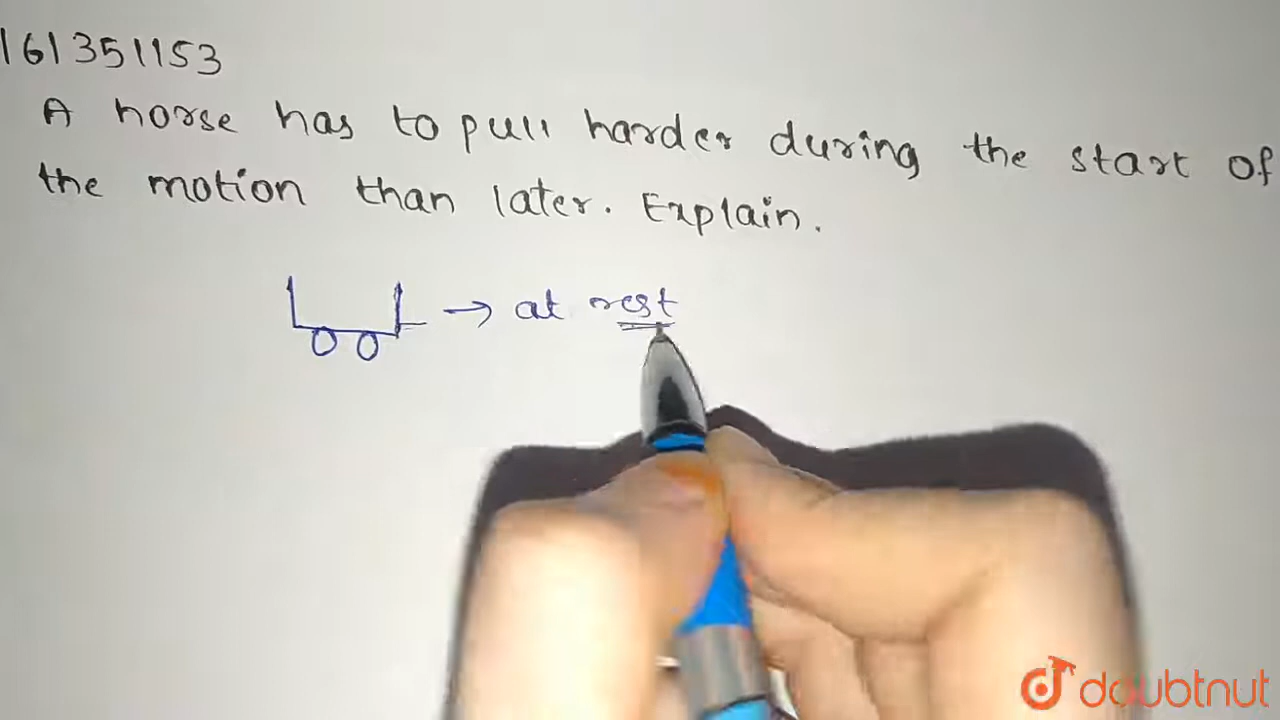 161351153
A horse has to pull harder during the start of
the motion than later. Explain.
→ at rest
doubtnut